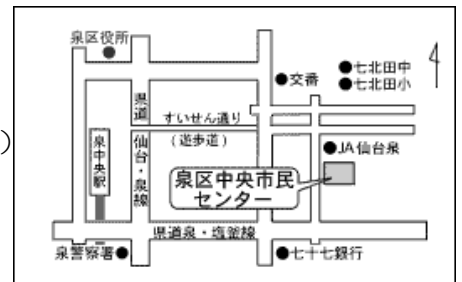 泉区役所
●交番
●七北田中
●七北田小
県道
すいせん通り
(遊歩道)
仙台・泉線
泉中央駅
●JA仙台泉
泉区中央市民
センター
県道泉・塩釜線
泉警察署●
●七十七銀行
)